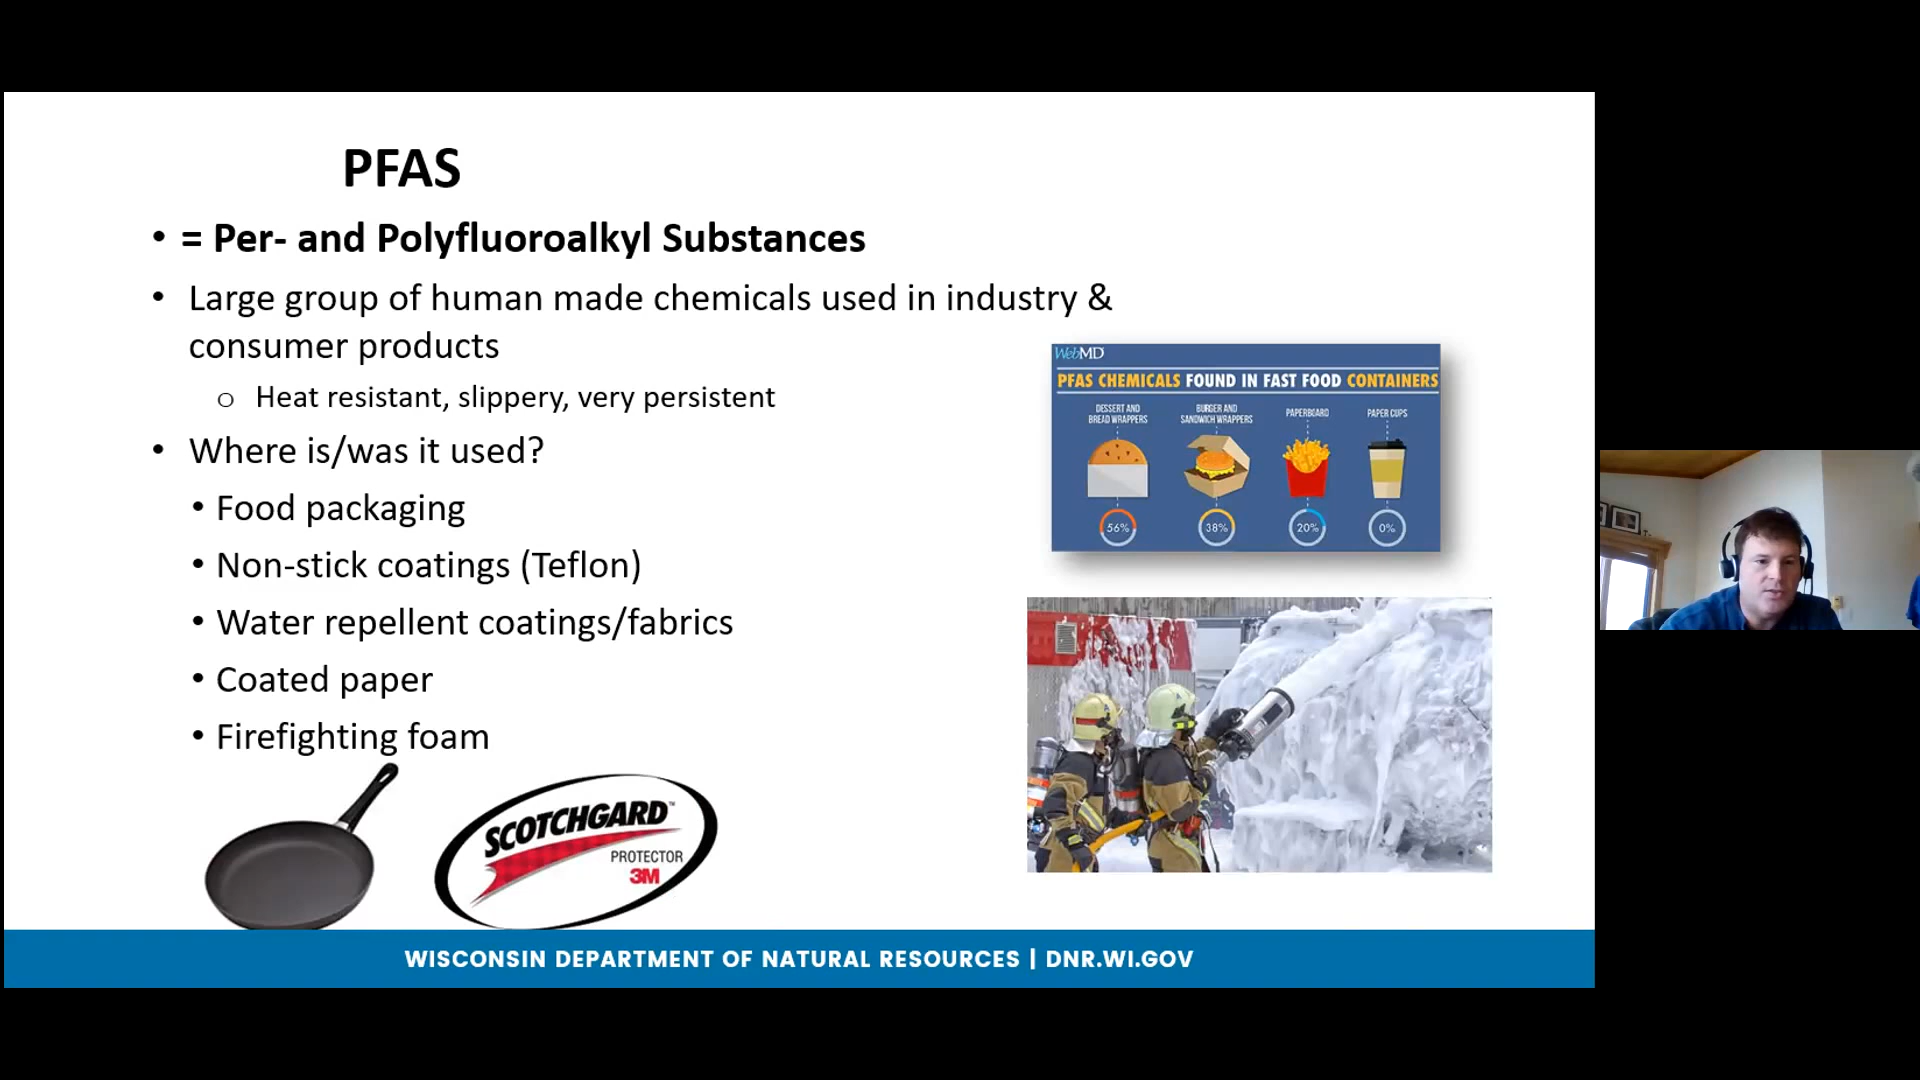 PFAS
• = Per- and Polyfluoroalkyl Substances
• Large group of human made chemicals used in industry &
consumer products
o Heat resistant, slippery, very persistent
• Where is/was it used?
• Food packaging
• Non-stick coatings (Teflon)
• Water repellent coatings/fabrics
• Coated paper
• Firefighting foam
WebMD
PFAS CHEMICALS FOUND IN FAST FOOD CONTAINERS
DESSERT AND
BREAD WRAPPERS
BURGER AND
SANDWICH WRAPPERS
PAPERBOARD
PAPER CUPS
56%
38%
20%
0%
SCOTCHGARD™
PROTECTOR
3M
WISCONSIN DEPARTMENT OF NATURAL RESOURCES | DNR.WI.GOV